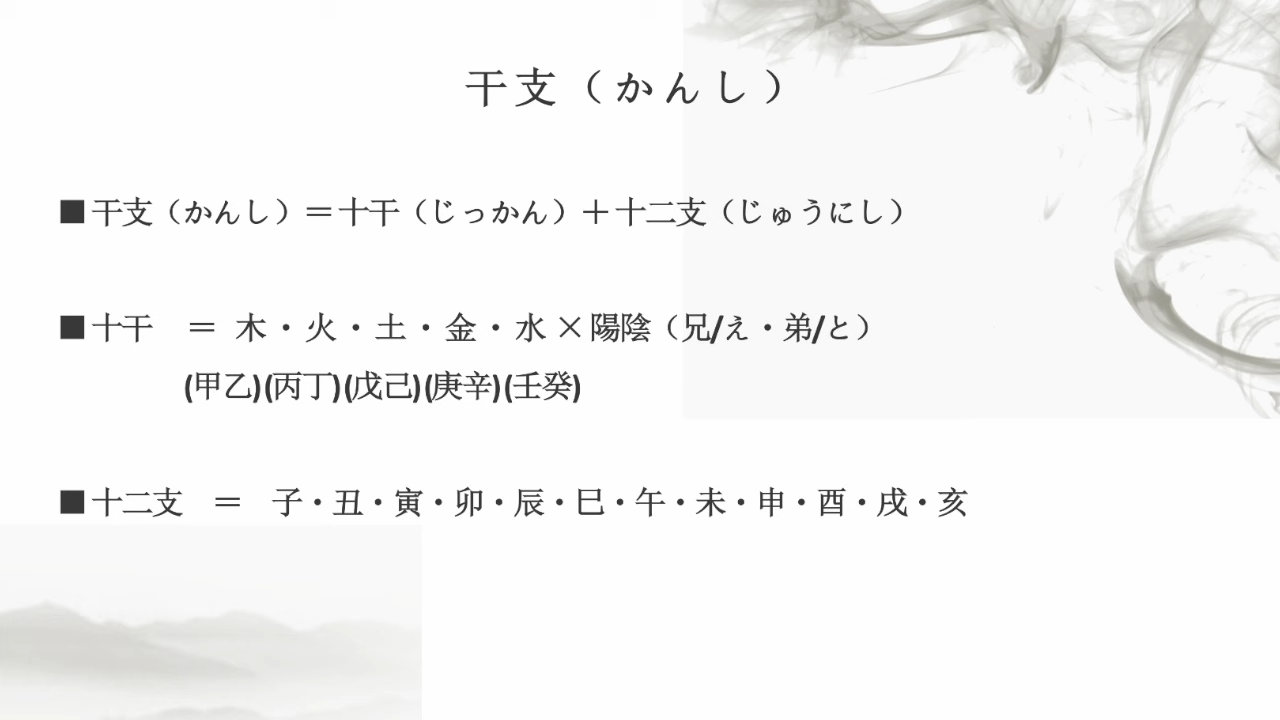 干支（かんし）
■干支（かんし）＝十干（じっかん）＋十二支（じゅうにし）
■十干　＝ 木・火・土・金・水×陽陰（兄/え・弟/と）
(甲乙)(丙丁)(戊己)(庚辛)(壬癸)
■十二支　＝　子・丑・寅・卯・辰・巳・午・未・申・酉・戌・亥